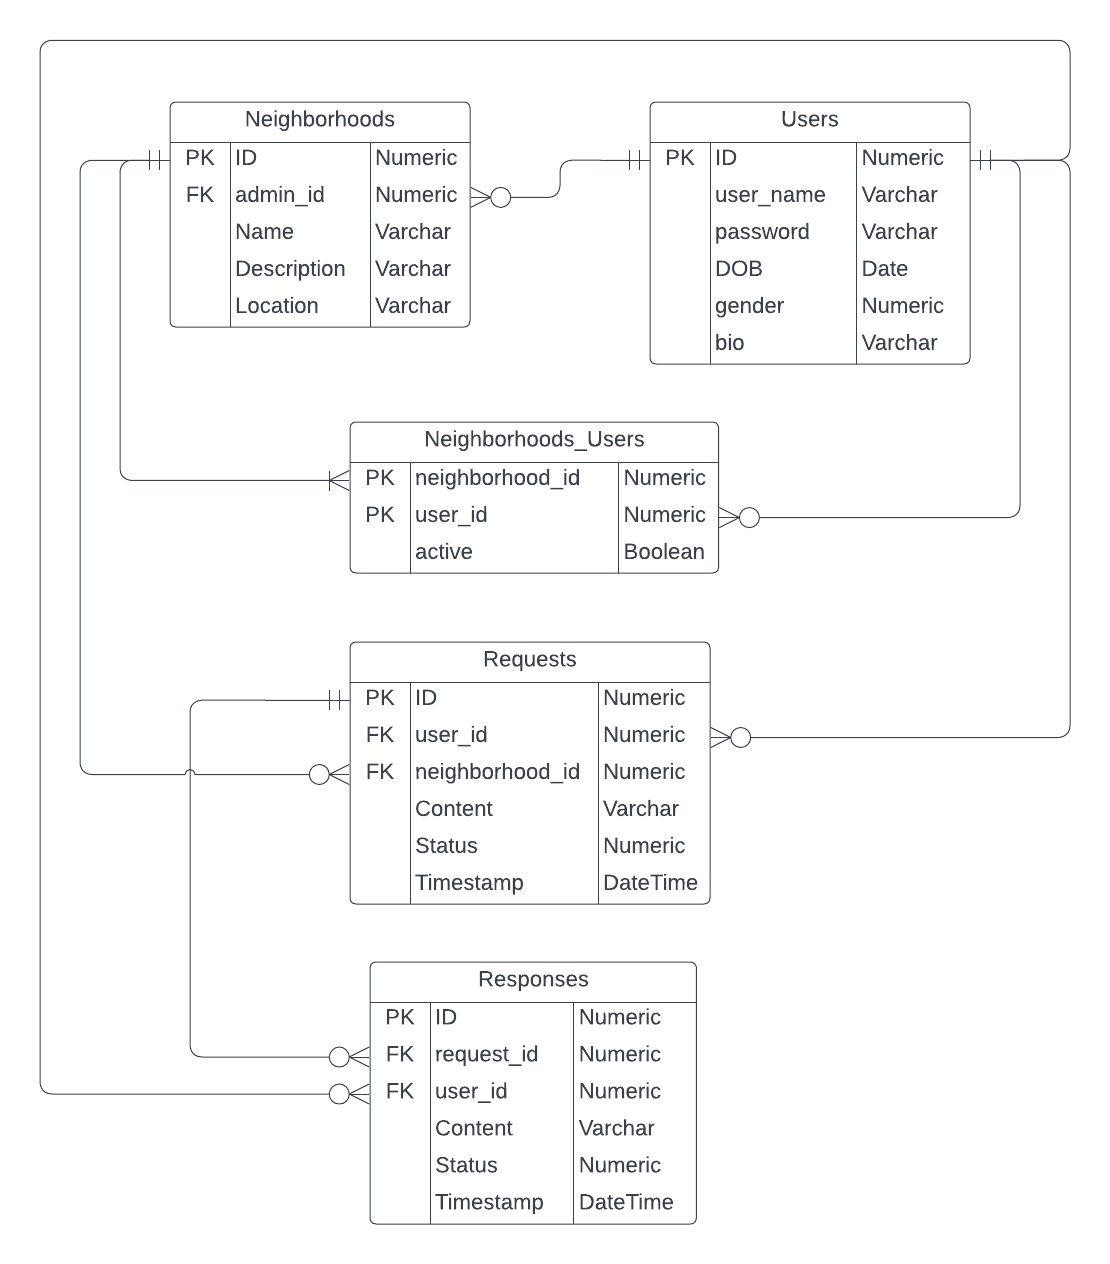 Neighborhoods
PK ID Numeric
FK admin_id Numeric
Name Varchar
Description Varchar
Location Varchar
Users
PK ID Numeric
user_name Varchar
password Varchar
DOB Date
gender Numeric
bio Varchar
Neighborhoods_Users
PK neighborhood_id Numeric
PK user_id Numeric
active Boolean
Requests
PK ID Numeric
FK user_id Numeric
FK neighborhood_id Numeric
Content Varchar
Status Numeric
Timestamp DateTime
Responses
PK ID Numeric
FK request_id Numeric
FK user_id Numeric
Content Varchar
Status Numeric
Timestamp DateTime